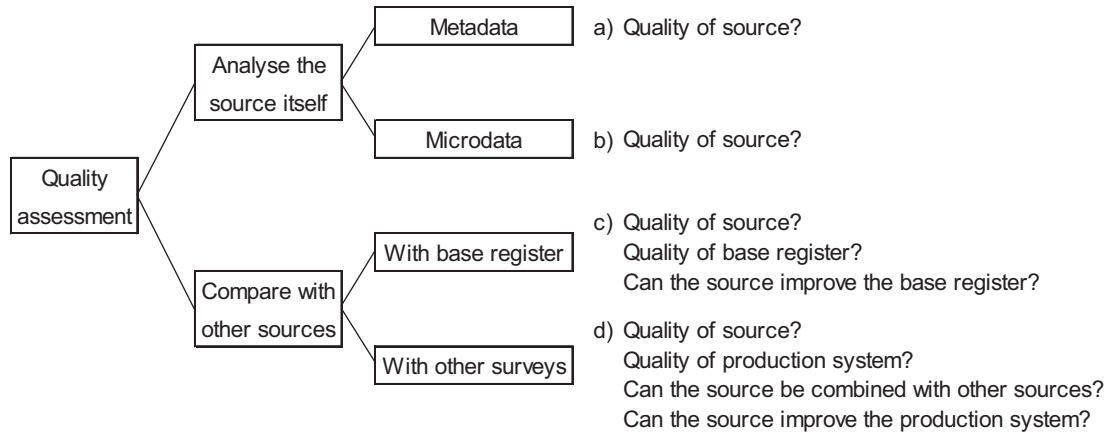 Quality
assessment
Analyse the
source itself
Metadata
a) Quality of source?
Microdata
b) Quality of source?
Compare with
other sources
With base register
c) Quality of source?
Quality of base register?
Can the source improve the base register?
With other surveys
d) Quality of source?
Quality of production system?
Can the source be combined with other sources?
Can the source improve the production system?